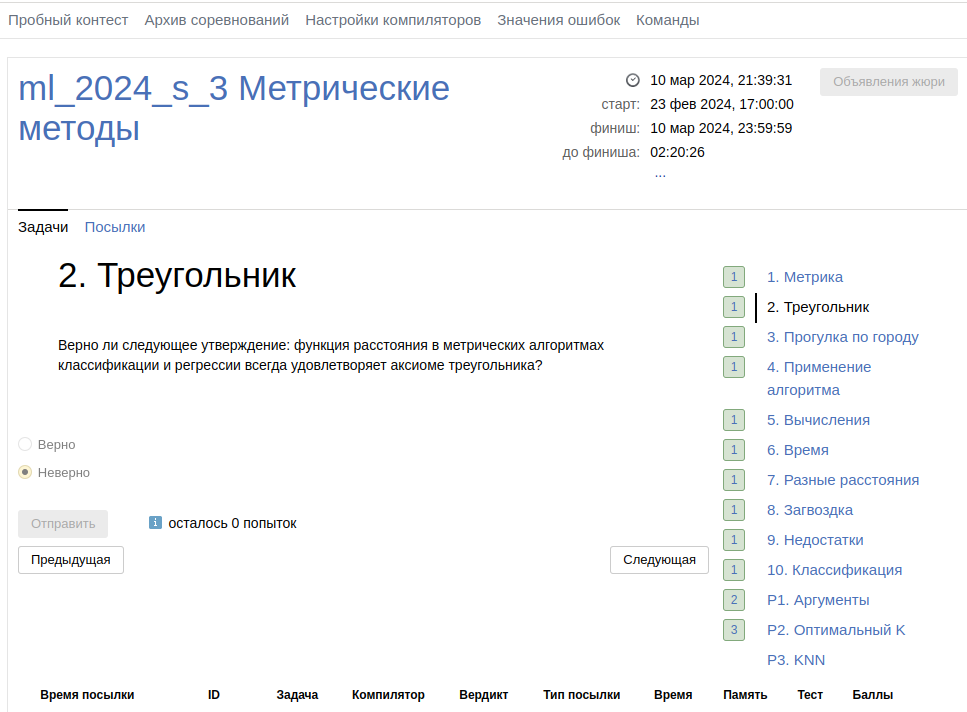 Пробный контест Архив соревнований Настройки компиляторов Значения ошибок Команды
ml_2024_s_3 Метрические
методы
10 мар 2024, 21:39:31
Объявления жюри
старт: 23 фев 2024, 17:00:00
финиш: 10 мар 2024, 23:59:59
до финиша: 02:20:26
...
Задачи Посылки
2. Треугольник
Верно ли следующее утверждение: функция расстояния в метрических алгоритмах
классификации и регрессии всегда удовлетворяет аксиоме треугольника?
Верно
Неверно
Отправить
i осталось 0 попыток
Предыдущая
Следующая
1 1. Метрика
1 2. Треугольник
1 3. Прогулка по городу
1 4. Применение
алгоритма
1 5. Вычисления
1 6. Время
1 7. Разные расстояния
1 8. Загвоздка
1 9. Недостатки
1 10. Классификация
2 P1. Аргументы
3 P2. Оптимальный K
P3. KNN
Время посылки ID Задача Компилятор Вердикт Тип посылки Время Память Тест Баллы